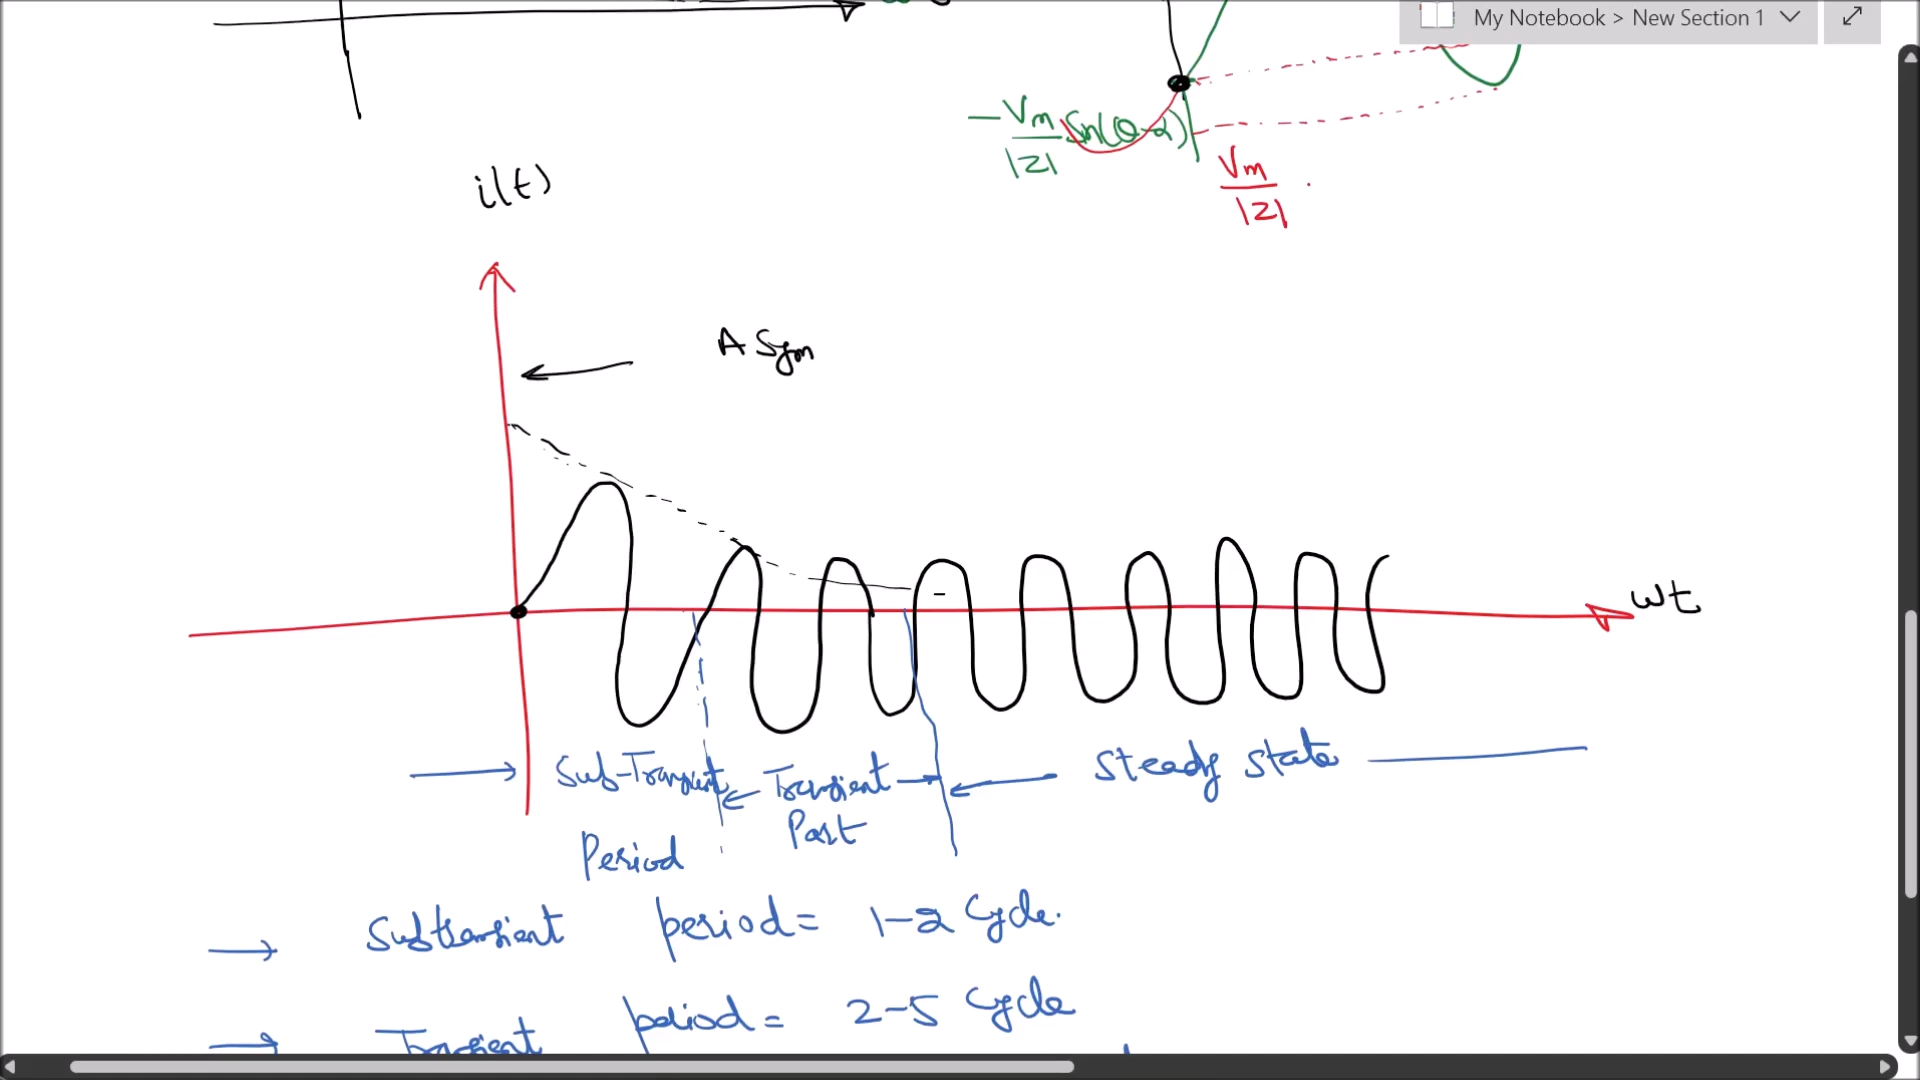 My Notebook > New Section 1
-Vm/|z| Sin(θ-α)
Vm/|z|
i(t)
A Sym
wt
Sub-Transient
Transient
Steady state
Part
Period
Subtransient period = 1-2 Cycle.
Transient period = 2-5 Cycle